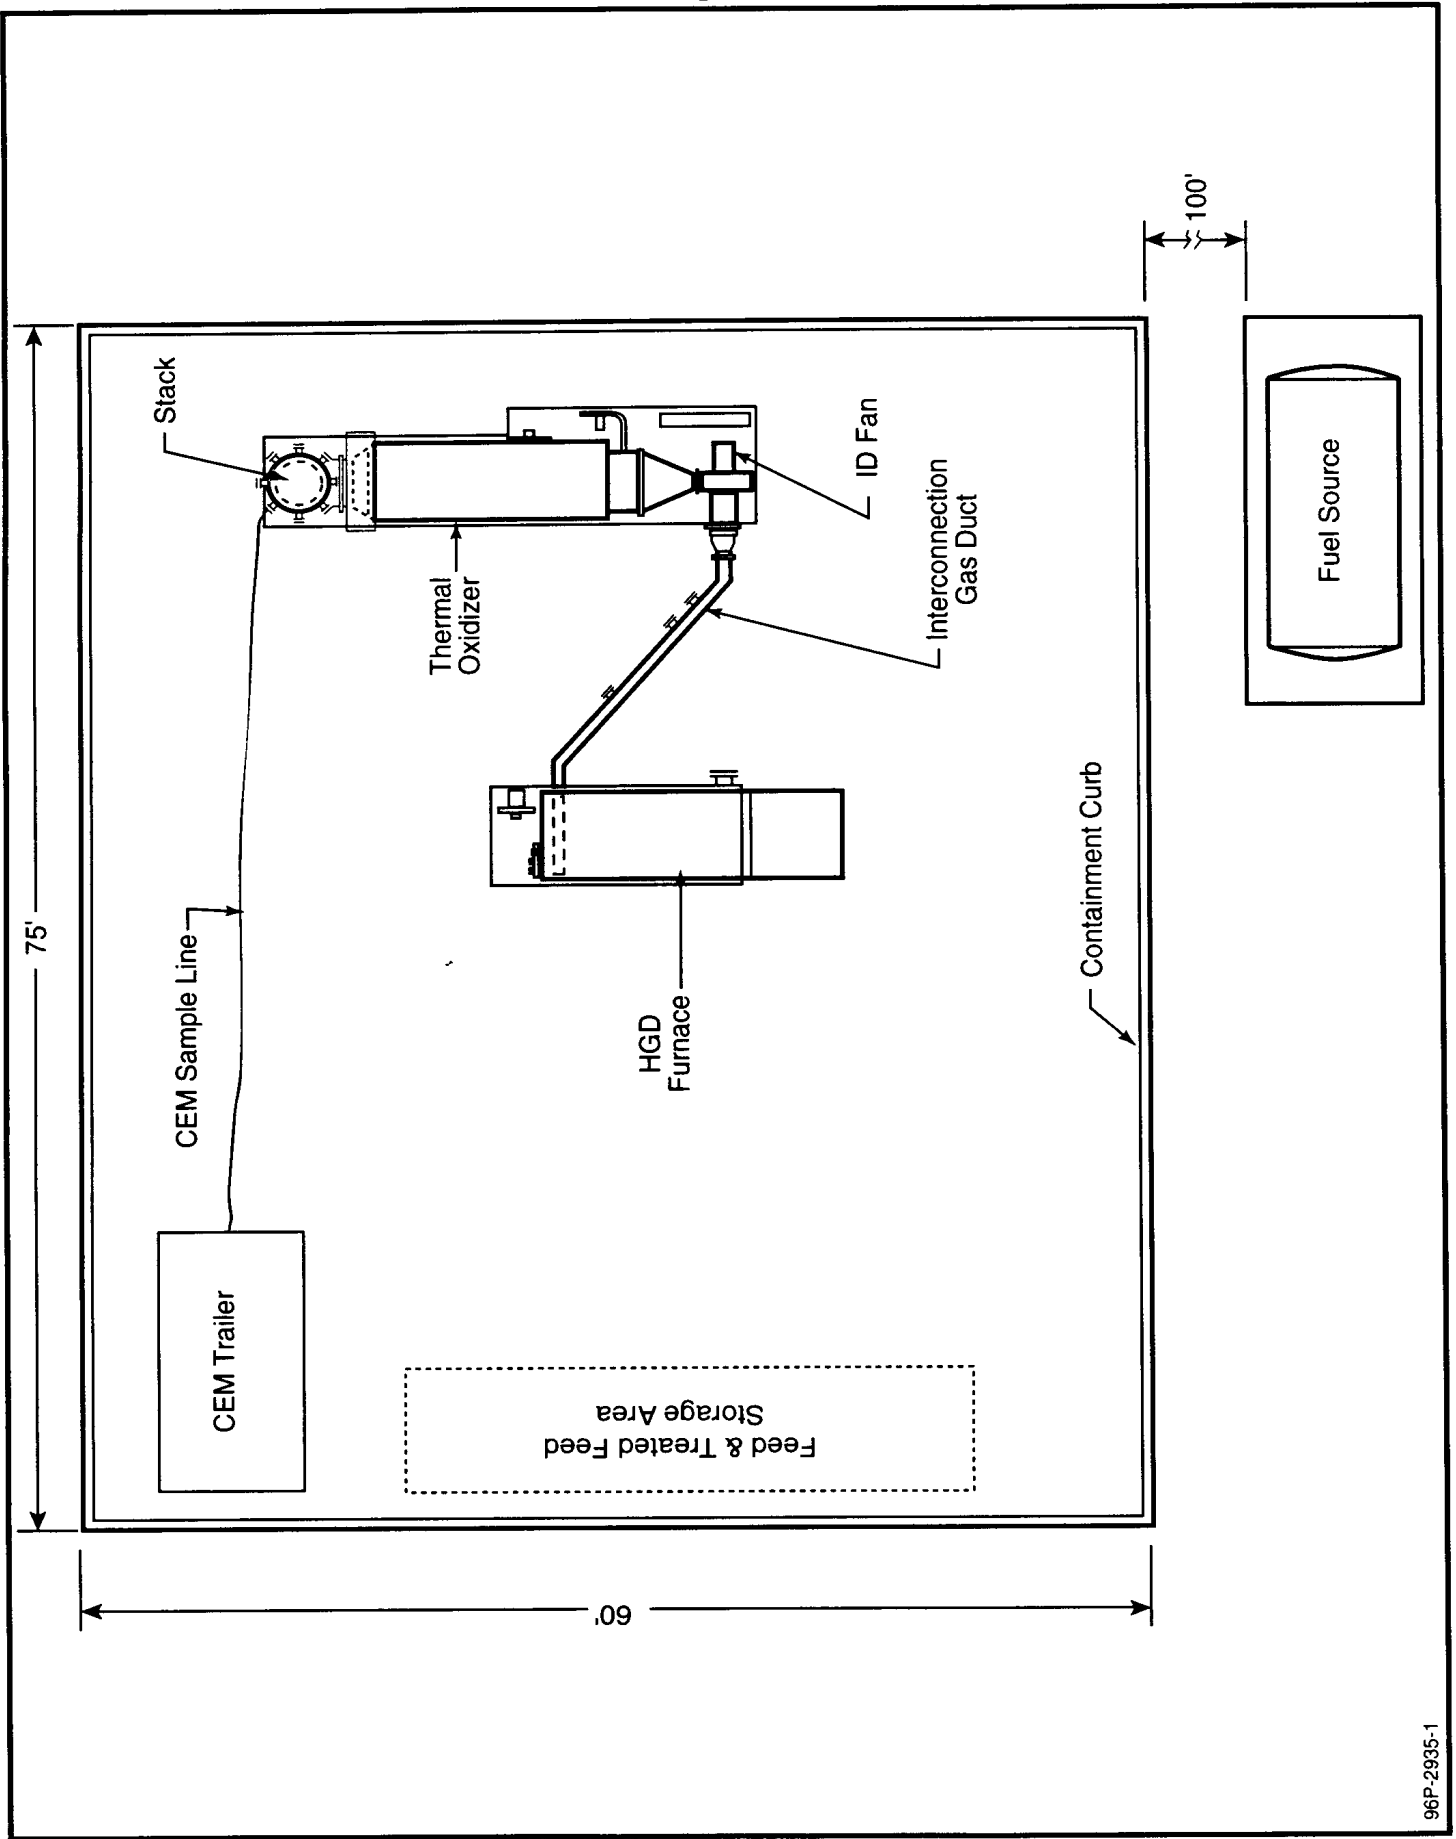 75'
Stack
CEM Sample Line
CEM Trailer
Thermal
Oxidizer
ID Fan
Interconnection
Gas Duct
HGD
Furnace
Feed & Treated Feed
Storage Area
Containment Curb
60'
100'
Fuel Source
96P-2935-1